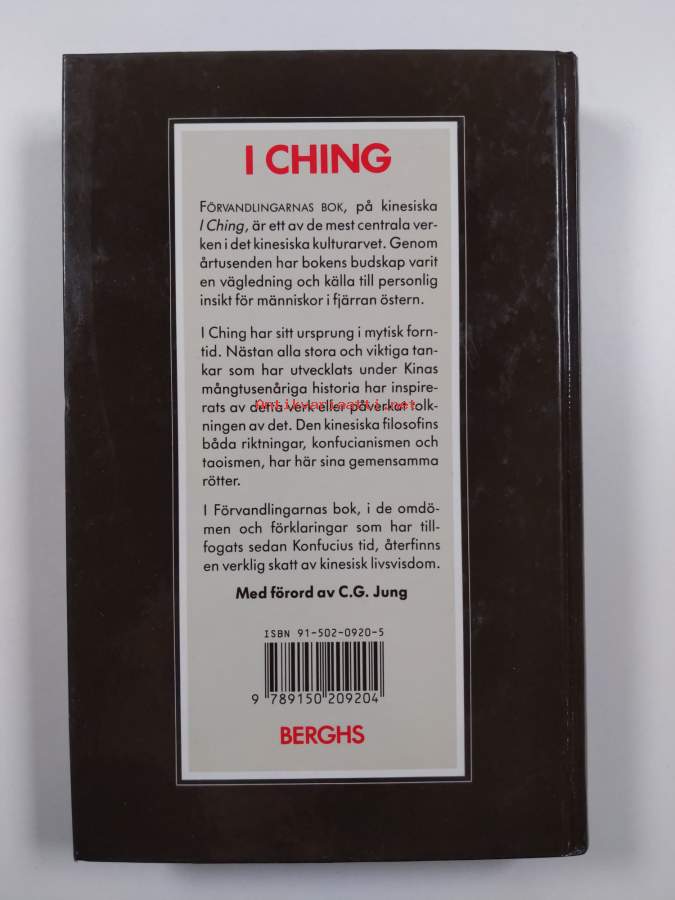 I CHING
FÖRVANDLINGARNAS BOK, på kinesiska
I Ching, är ett av de mest centrala ver-
ken i det kinesiska kulturarvet. Genom
årtusenden har bokens budskap varit
en vägledning och källa till personlig
insikt för människor i fjärran östern.
I Ching har sitt ursprung i mytisk forn-
tid. Nästan alla stora och viktiga tan-
kar som har utvecklats under Kinas
mångtusenåriga historia har inspire-
Antikvariaatti.net
rats av detta verk eller påverkat tolk-
ningen av det. Den kinesiska filosofins
båda riktningar, konfucianismen och
taoismen, har här sina gemensamma
rötter.
I Förvandlingarnas bok, i de omdö-
men och förklaringar som har till-
fogats sedan Konfucius tid, återfinns
en verklig skatt av kinesisk livsvisdom.
Med förord av C.G. Jung
ISBN 91-502-0920-5
9 789150 209204
BERGHS